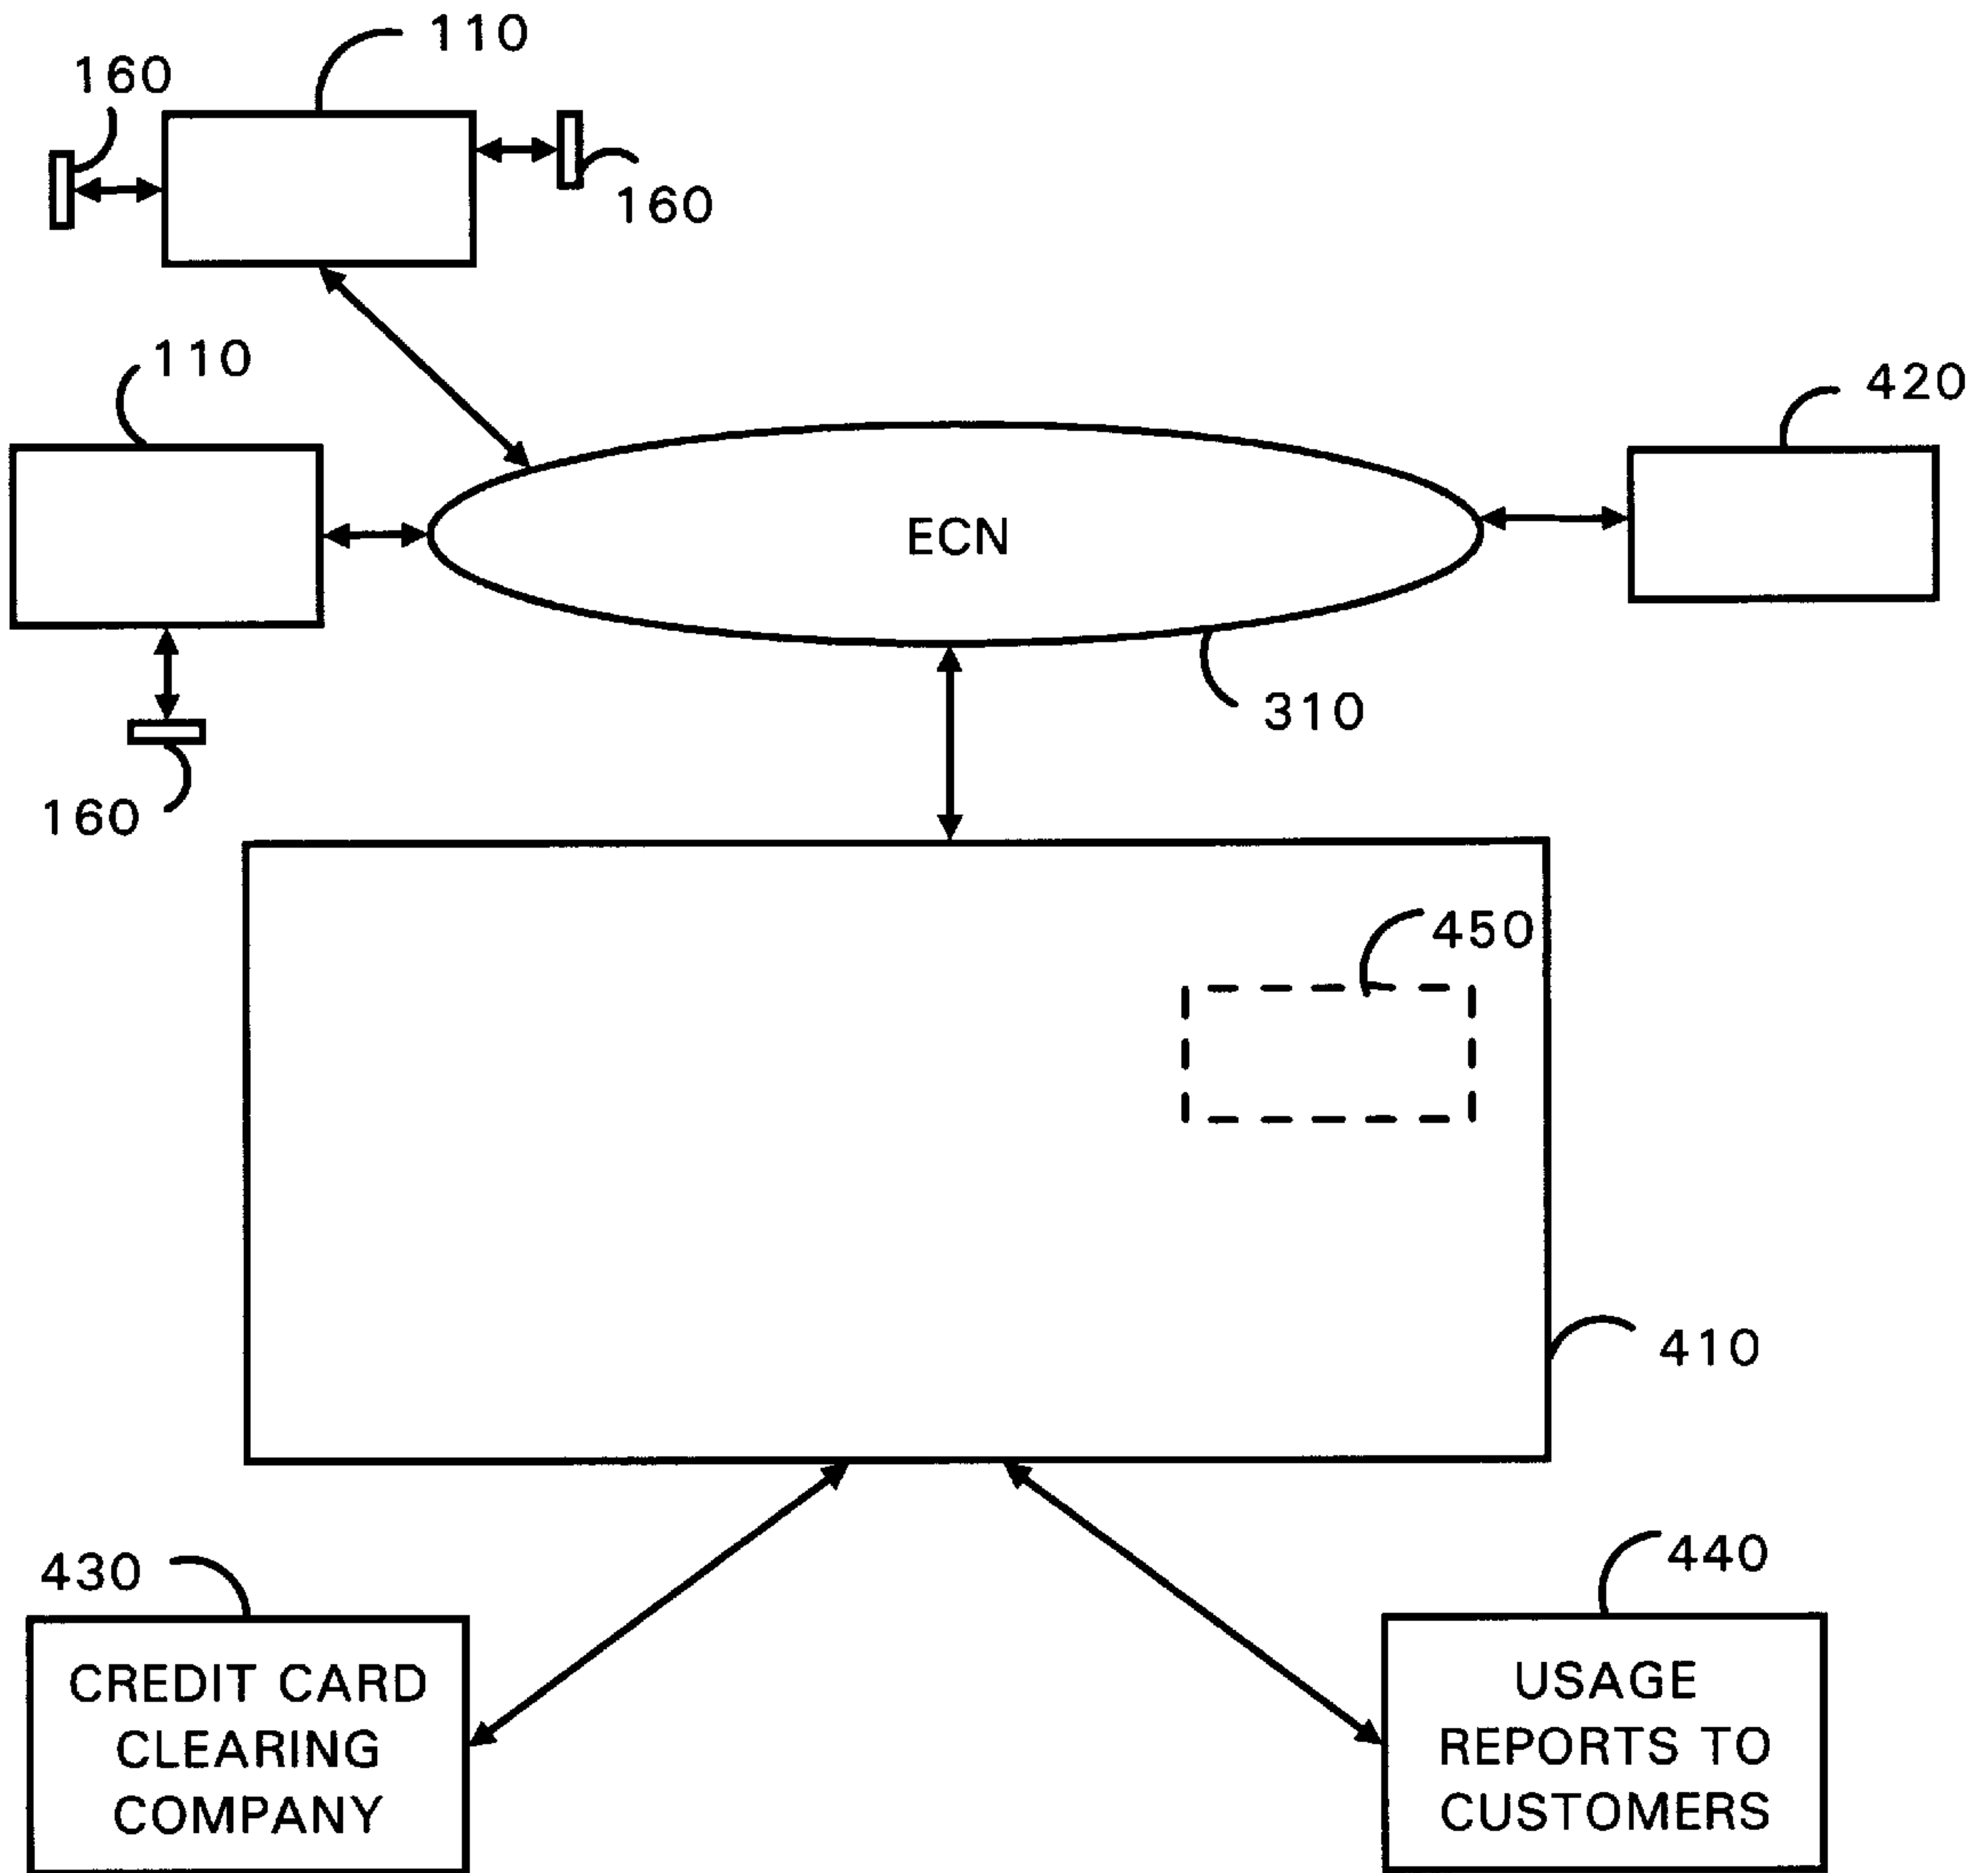 110
160
160
110
420
ECN
310
160
450
410
430
440
CREDIT CARD
CLEARING
COMPANY
USAGE
REPORTS TO
CUSTOMERS